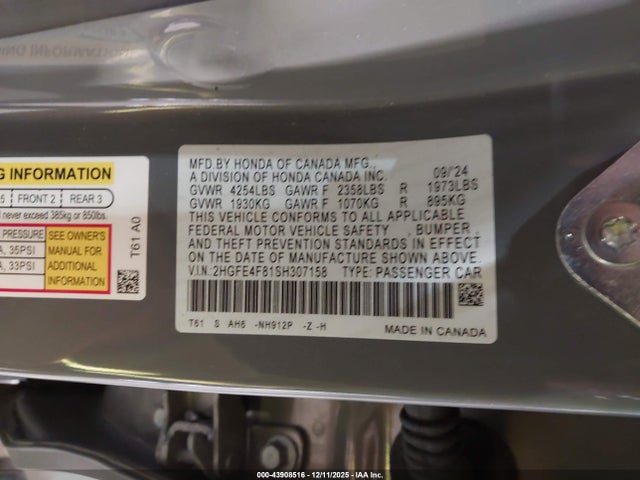 G INFORMATION
5 FRONT 2 REAR 3
never exceed 385kg or 850lbs.
PRESSURE
A, 35PSI
A, 33PSI
SEE OWNER'S
MANUAL FOR
ADDITIONAL
INFORMATION
T61 A0
MFD.BY HONDA OF CANADA MFG.,
A DIVISION OF HONDA CANADA INC. 09/'24
GVWR 4254LBS GAWR F 2358LBS R 1973LBS
GVWR 1930KG GAWR F 1070KG R 895KG
THIS VEHICLE CONFORMS TO ALL APPLICABLE
FEDERAL MOTOR VEHICLE SAFETY , BUMPER ,
AND THEFT PREVENTION STANDARDS IN EFFECT
ON THE DATE OF MANUFACTURE SHOWN ABOVE.
V.I.N: 2HGFE4F81SH307158 TYPE: PASSENGER CAR
T61 S AH6 -NH912P -Z -H
MADE IN CANADA
000-43908516 - 12/11/2025 - IAA Inc.